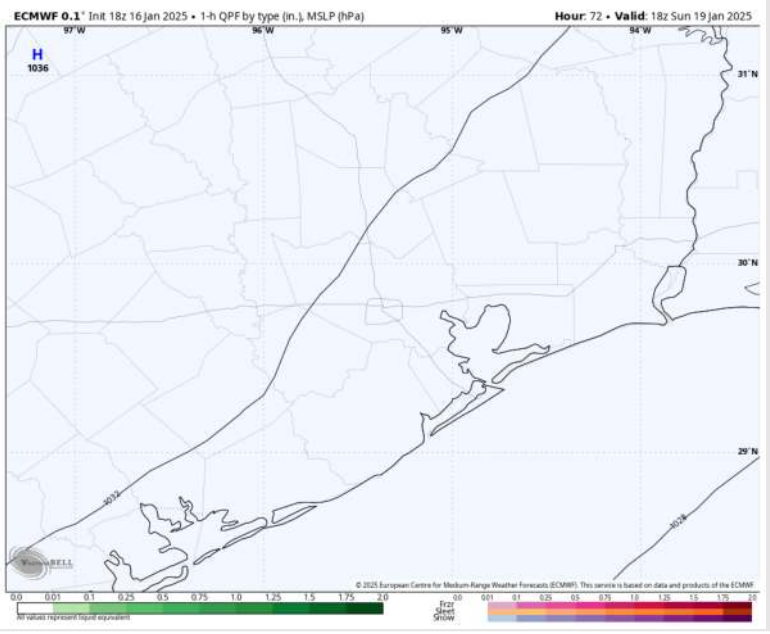 ECMWF 0.1° Init 18z 16 Jan 2025 • 1-h QPF by type (in.), MSLP (hPa) Hour: 72 • Valid: 18z Sun 19 Jan 2025
97°W 96°W 95°W 94°W
H
1036
31°N
30°N
29°N
1032
1028
WEATHERBELL
© 2025 European Centre for Medium-Range Weather Forecasts (ECMWF). This service is based on data and products of the ECMWF
0.0 0.01 0.1 0.25 0.5 0.75 1.0 1.25 1.5 1.75 2.0 0.0 0.01 0.1 0.25 0.5 0.75 1.0 1.25 1.5 1.75 2.0
Frzr
Sleet
Snow
All values represent liquid equivalent